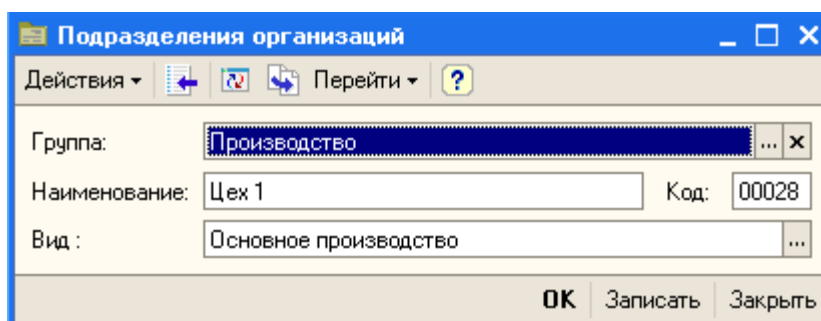 Подразделения организаций
Действия Перейти ?
Группа: Производство ... x
Наименование: Цех 1 Код: 00028
Вид : Основное производство ...
OK Записать Закрыть